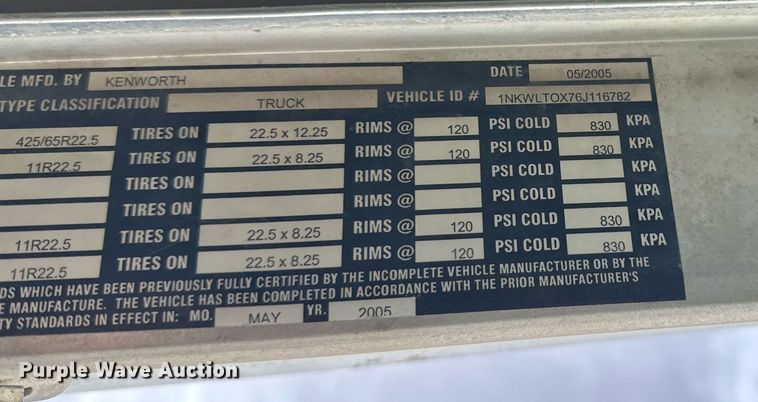 LE MFD. BY KENWORTH DATE 05/2005
TYPE CLASSIFICATION TRUCK VEHICLE ID # 1NKWLTOX76J116782
425/65R22.5 TIRES ON 22.5 x 12.25 RIMS @ 120 PSI COLD 830 KPA
11R22.5 TIRES ON 22.5 x 8.25 RIMS @ 120 PSI COLD 830 KPA
TIRES ON RIMS @ PSI COLD KPA
TIRES ON RIMS @ PSI COLD KPA
11R22.5 TIRES ON 22.5 x 8.25 RIMS @ 120 PSI COLD 830 KPA
11R22.5 TIRES ON 22.5 x 8.25 RIMS @ 120 PSI COLD 830 KPA
DS WHICH HAVE BEEN PREVIOUSLY FULLY CERTIFIED BY THE INCOMPLETE VEHICLE MANUFACTURER OR BY THE
E MANUFACTURE. THE VEHICLE HAS BEEN COMPLETED IN ACCORDANCE WITH THE PRIOR MANUFACTURER'S
TY STANDARDS IN EFFECT IN: MO. MAY YR. 2005
Purple Wave Auction